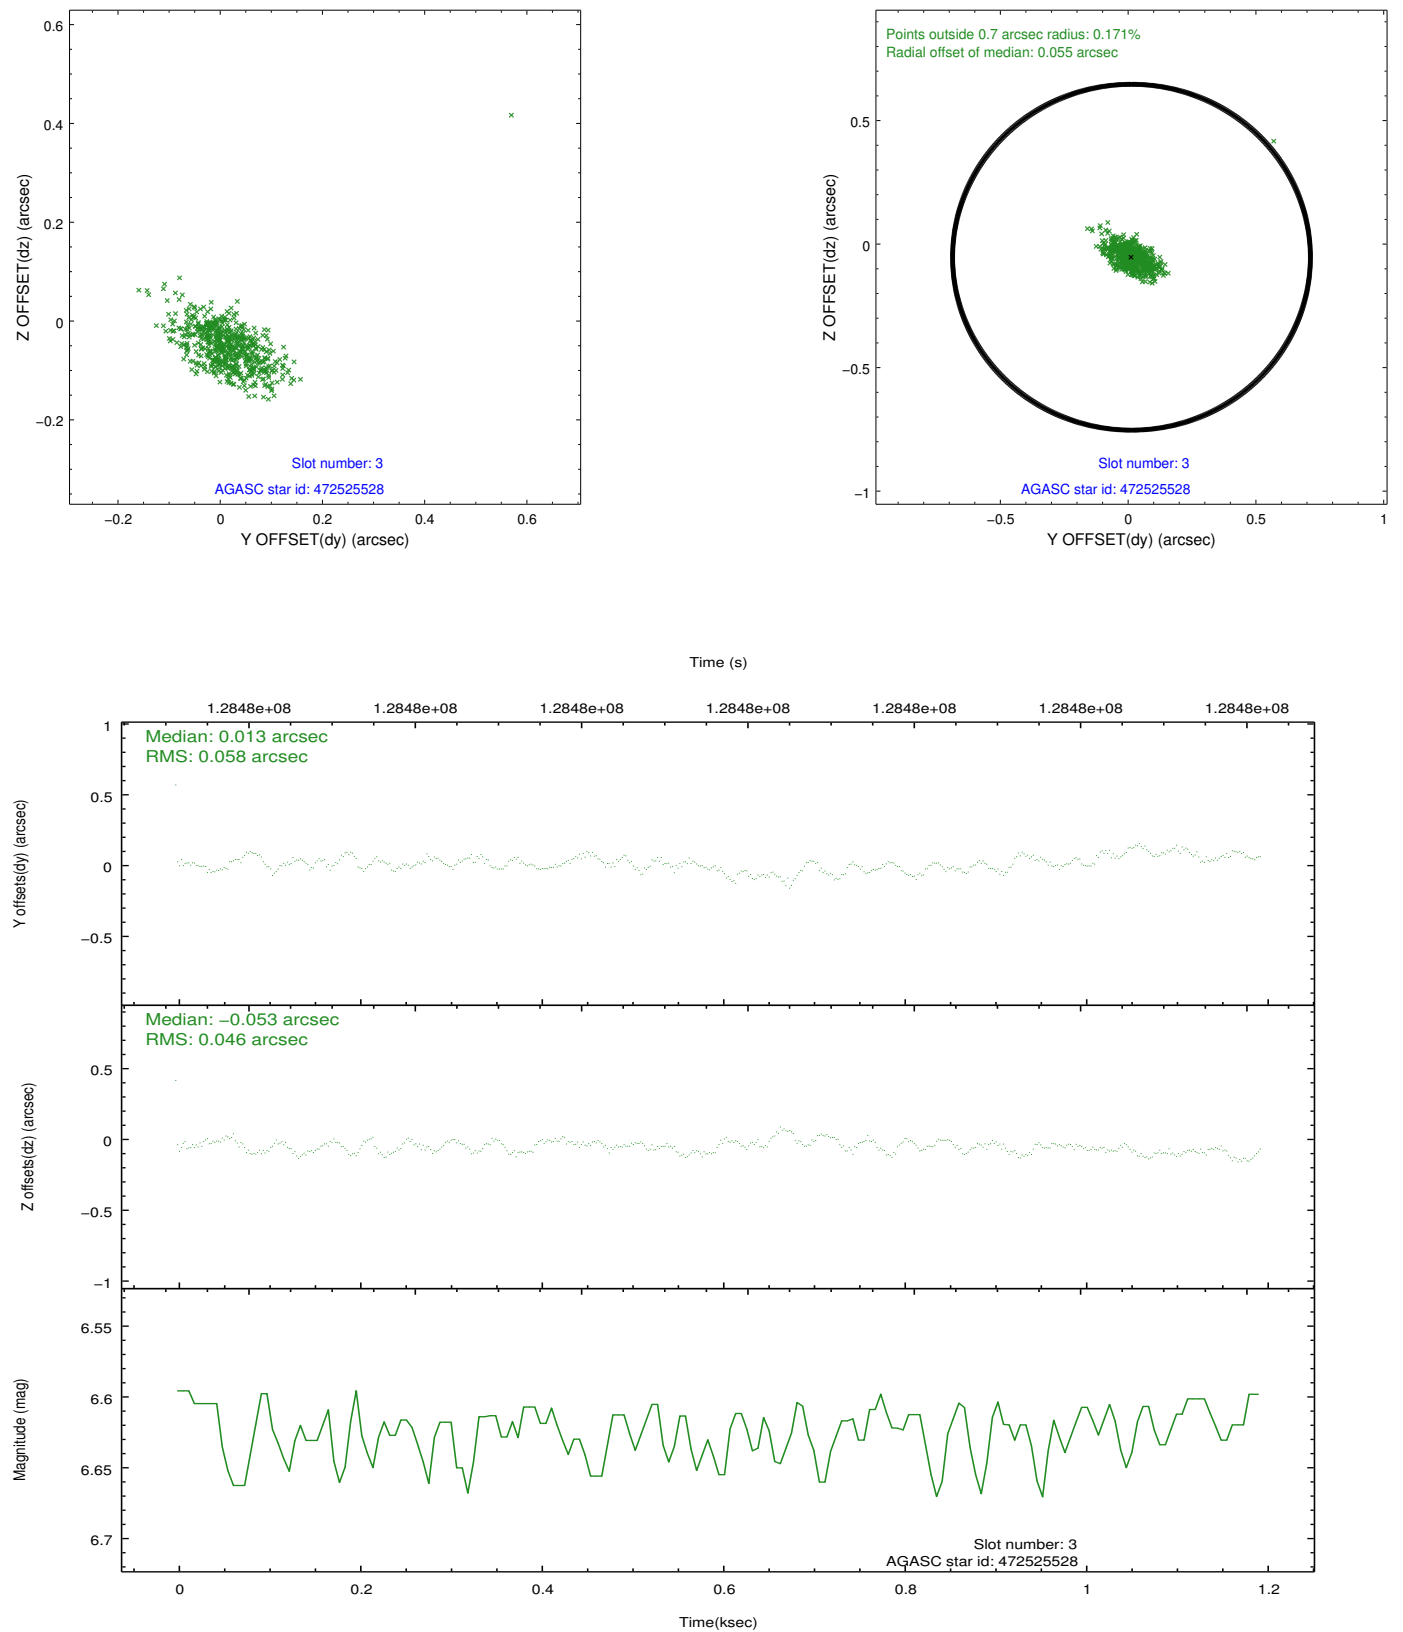 0.6
0.4
0.2
0
−0.2
Z OFFSET(dz) (arcsec)
Slot number: 3
AGASC star id: 472525528
−0.2
0
0.2
0.4
0.6
Y OFFSET(dy) (arcsec)
Points outside 0.7 arcsec radius: 0.171%
Radial offset of median: 0.055 arcsec
0.5
0
−0.5
−1
Z OFFSET(dz) (arcsec)
Slot number: 3
AGASC star id: 472525528
−0.5
0
0.5
1
Y OFFSET(dy) (arcsec)
Time (s)
1.2848e+08
1.2848e+08
1.2848e+08
1.2848e+08
1.2848e+08
1.2848e+08
1.2848e+08
Median: 0.013 arcsec
RMS: 0.058 arcsec
1
0.5
0
−0.5
Y offsets(dy) (arcsec)
Median: −0.053 arcsec
RMS: 0.046 arcsec
0.5
0
−0.5
−1
Z offsets(dz) (arcsec)
6.55
6.6
6.65
6.7
Magnitude (mag)
Slot number: 3
AGASC star id: 472525528
0
0.2
0.4
0.6
0.8
1
1.2
Time(ksec)